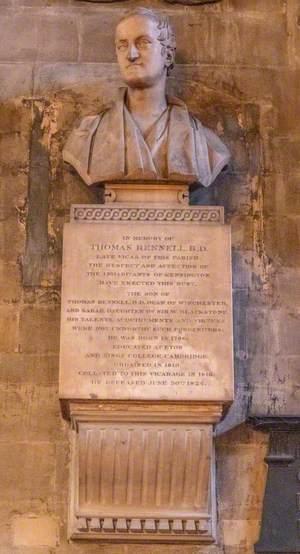 IN MEMORY OF
THOMAS RENNELL, B.D.
LATE VICAR OF THIS PARISH
THE RESPECT AND AFFECTION OF
THE INHABITANTS OF KENSINGTON
HAVE ERECTED THIS BUST.
THE SON OF
THOMAS RENNELL, D.D. DEAN OF WINCHESTER,
AND SARAH, DAUGHTER OF SIR W. BLACKSTONE
IN TALENTS, ACQUIREMENTS AND VIRTUES
WERE NOT UNWORTHY SUCH PROGENITORS;
HE WAS BORN IN
EDUCATED AT ETON
AND KINGS COLLEGE, CAMBRIDGE,
ORDAINED IN 1810
COLLATED TO THIS VICARAGE IN 1816.
HE DECEASED JUNE 30TH 1824.